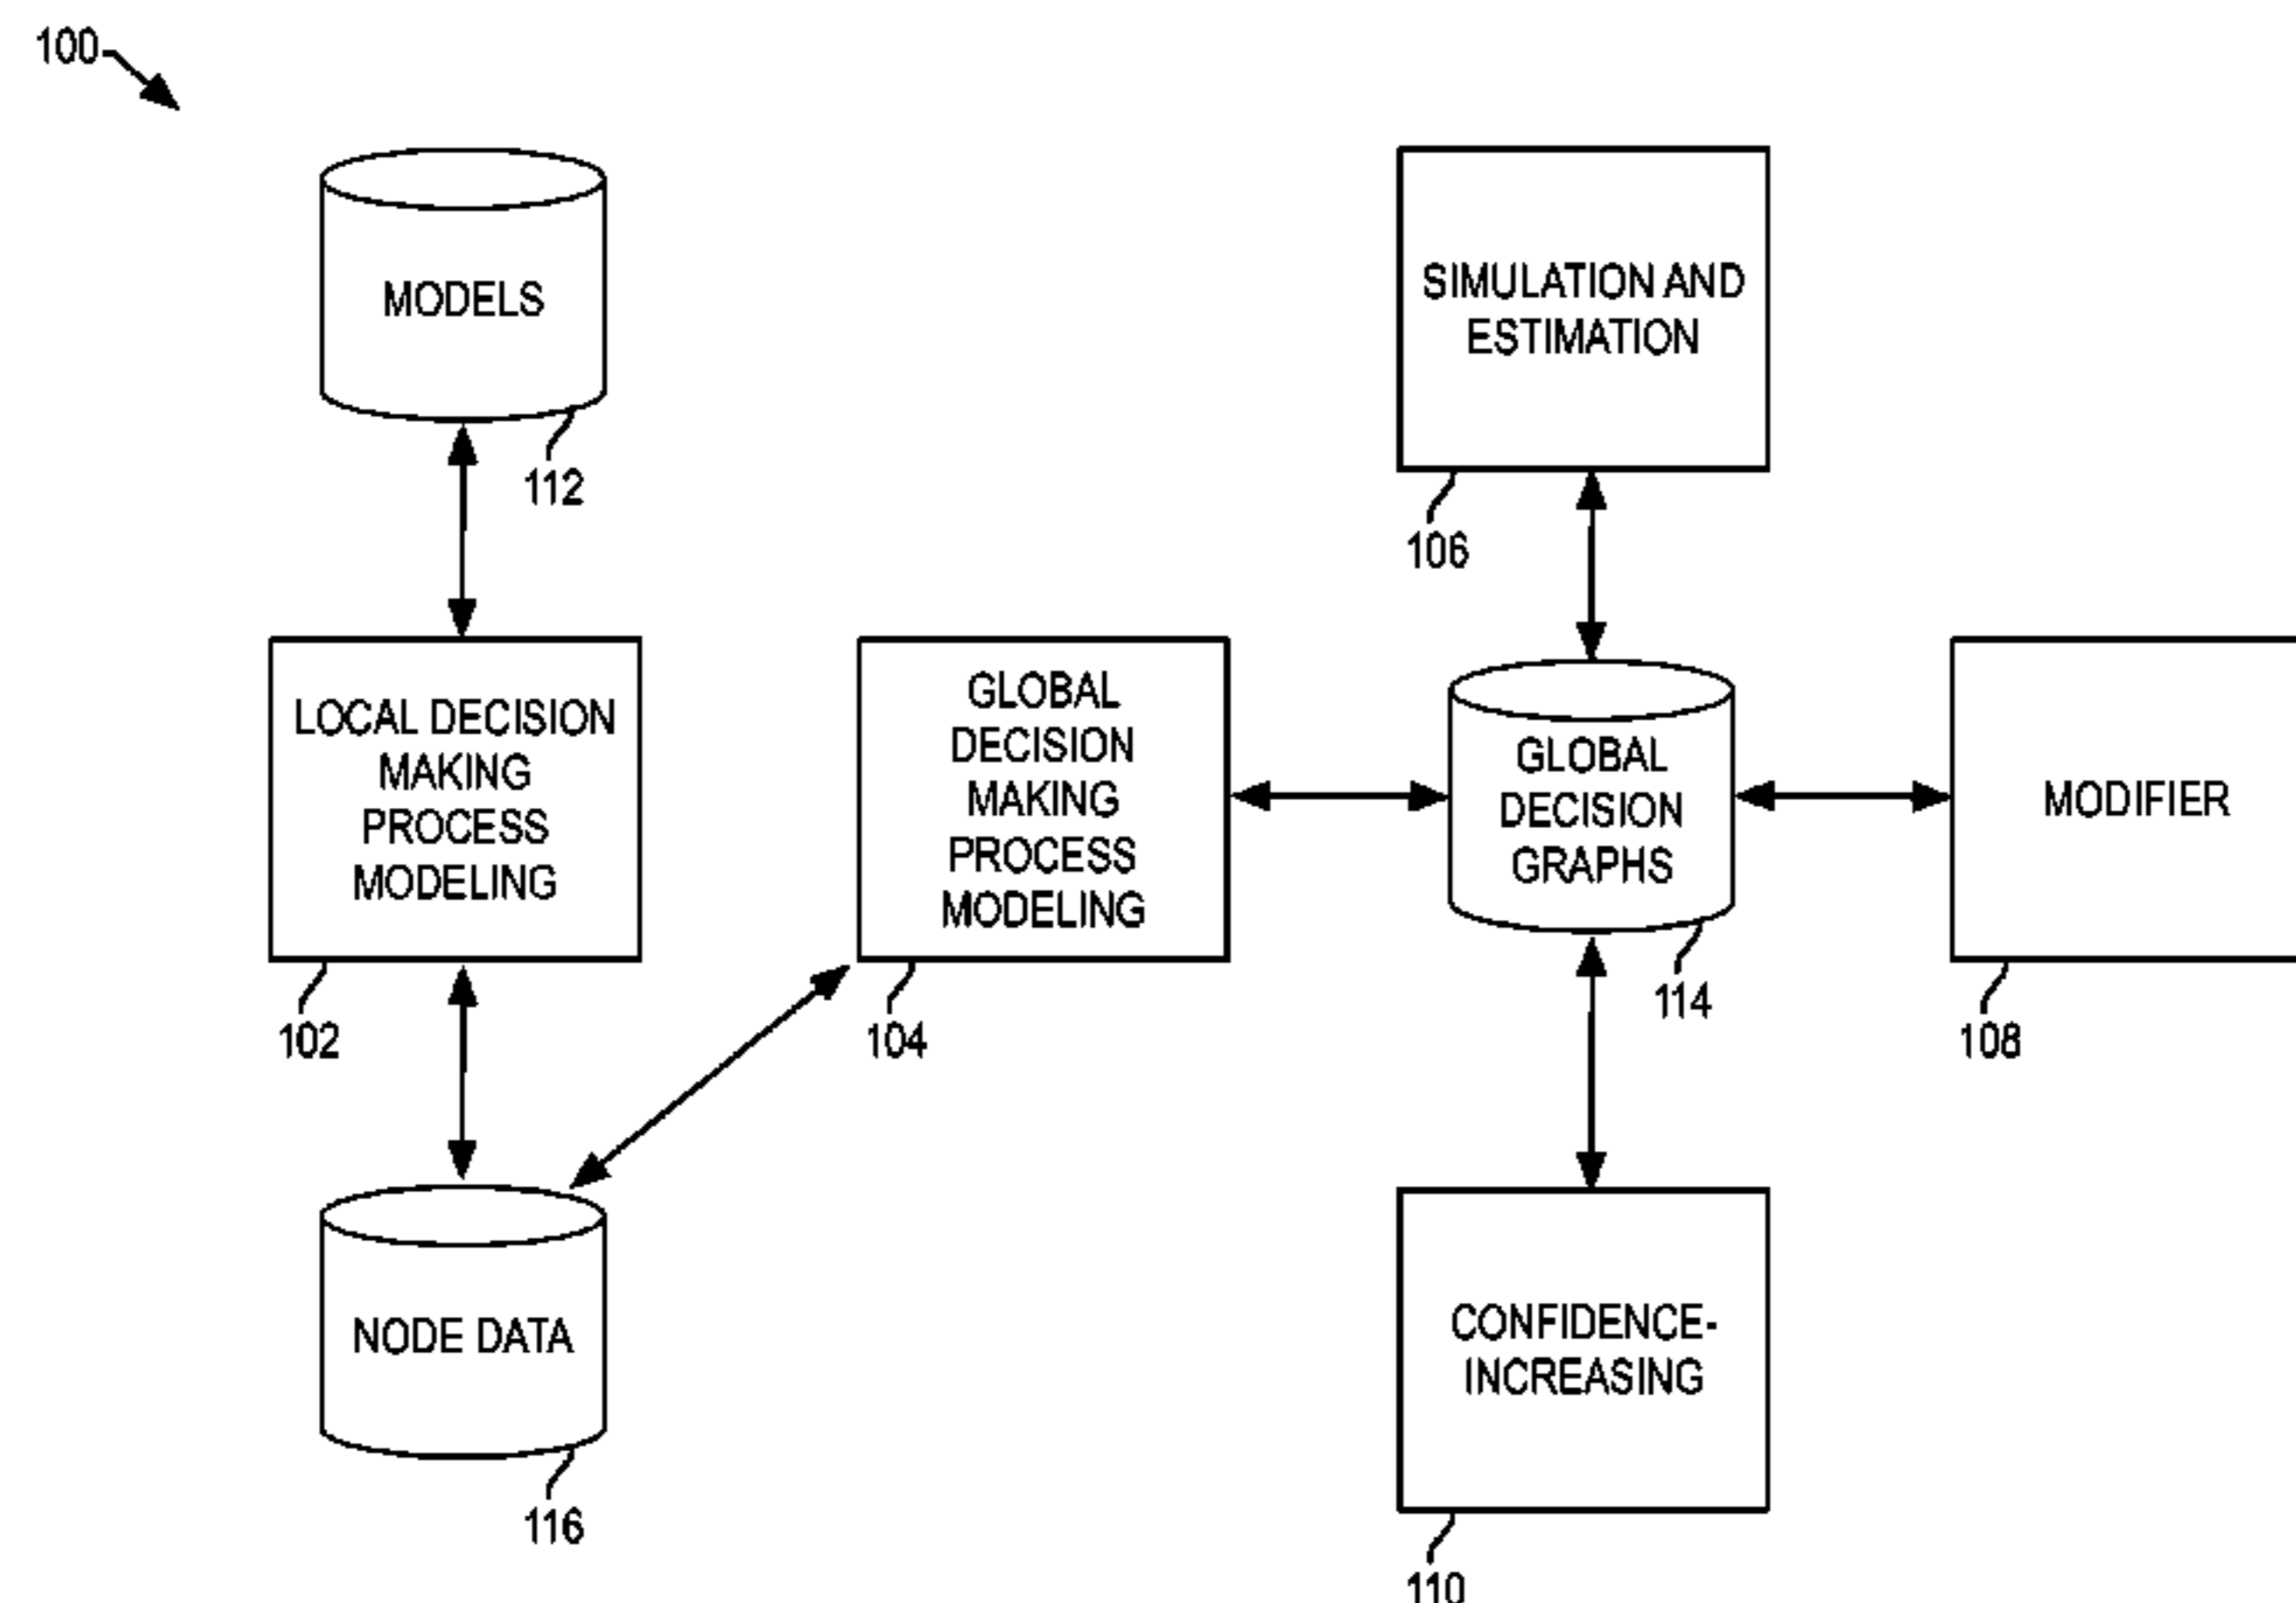 100
MODELS
112
SIMULATION AND
ESTIMATION
106
LOCAL DECISION
MAKING
PROCESS
MODELING
102
GLOBAL
DECISION
MAKING
PROCESS
MODELING
104
GLOBAL
DECISION
GRAPHS
114
MODIFIER
108
NODE DATA
116
CONFIDENCE-
INCREASING
110